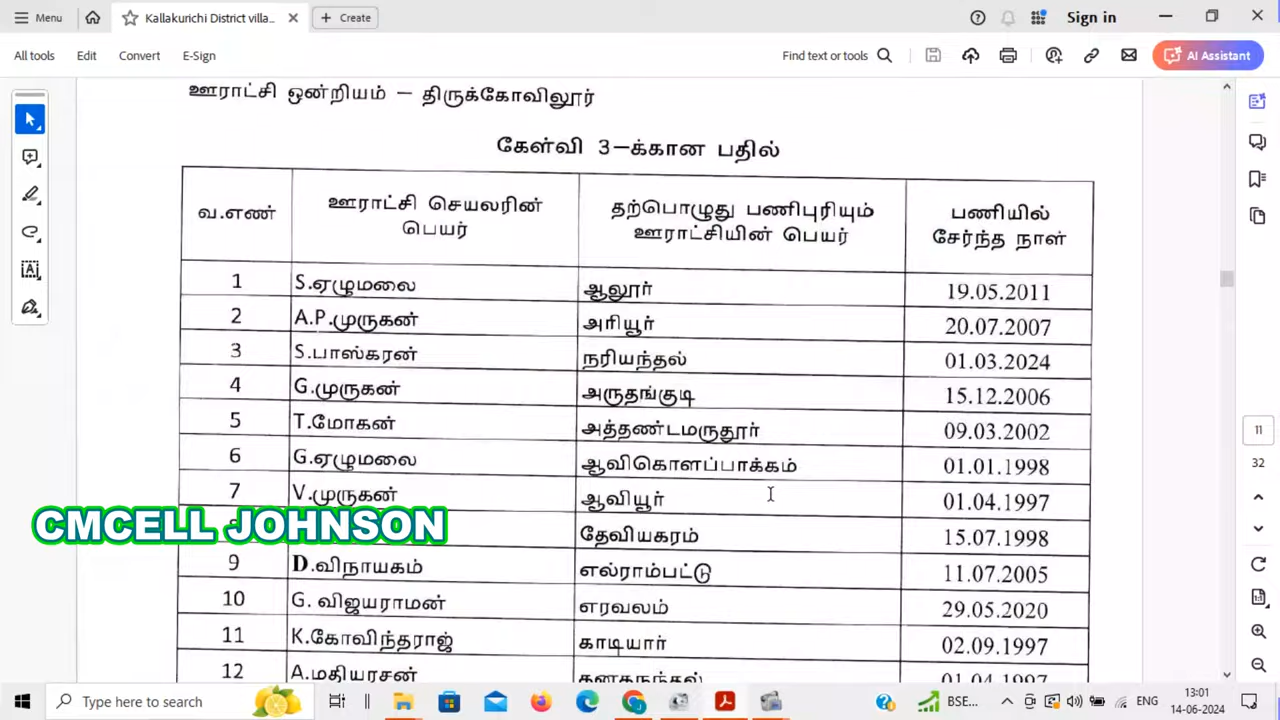 Menu
Kallakurichi District villa...
Create
Sign in
All tools
Edit
Convert
E-Sign
Find text or tools
AI Assistant
ஊராட்சி ஒன்றியம் – திருக்கோவிலூர்
கேள்வி 3–க்கான பதில்
வ.எண் ஊராட்சி செயலரின் பெயர் தற்பொழுது பணிபுரியும் ஊராட்சியின் பெயர் பணியில் சேர்ந்த நாள்
1 S.ஏழுமலை ஆலூர் 19.05.2011
2 A.P.முருகன் அரியூர் 20.07.2007
3 S.பாஸ்கரன் நரியந்தல் 01.03.2024
4 G.முருகன் அருதங்குடி 15.12.2006
5 T.மோகன் அத்தண்டமருதூர் 09.03.2002
6 G.ஏழுமலை ஆவிகொளப்பாக்கம் 01.01.1998
7 V.முருகன் ஆவியூர் 01.04.1997
தேவியகரம் 15.07.1998
9 D.விநாயகம் எல்ராம்பட்டு 11.07.2005
10 G. விஜயராமன் எரவலம் 29.05.2020
11 K.கோவிந்தராஜ் காடியார் 02.09.1997
12 A.மதியரசன்
CMCELL JOHNSON
11
32
Type here to search
BSE...
ENG
13:01
14-06-2024